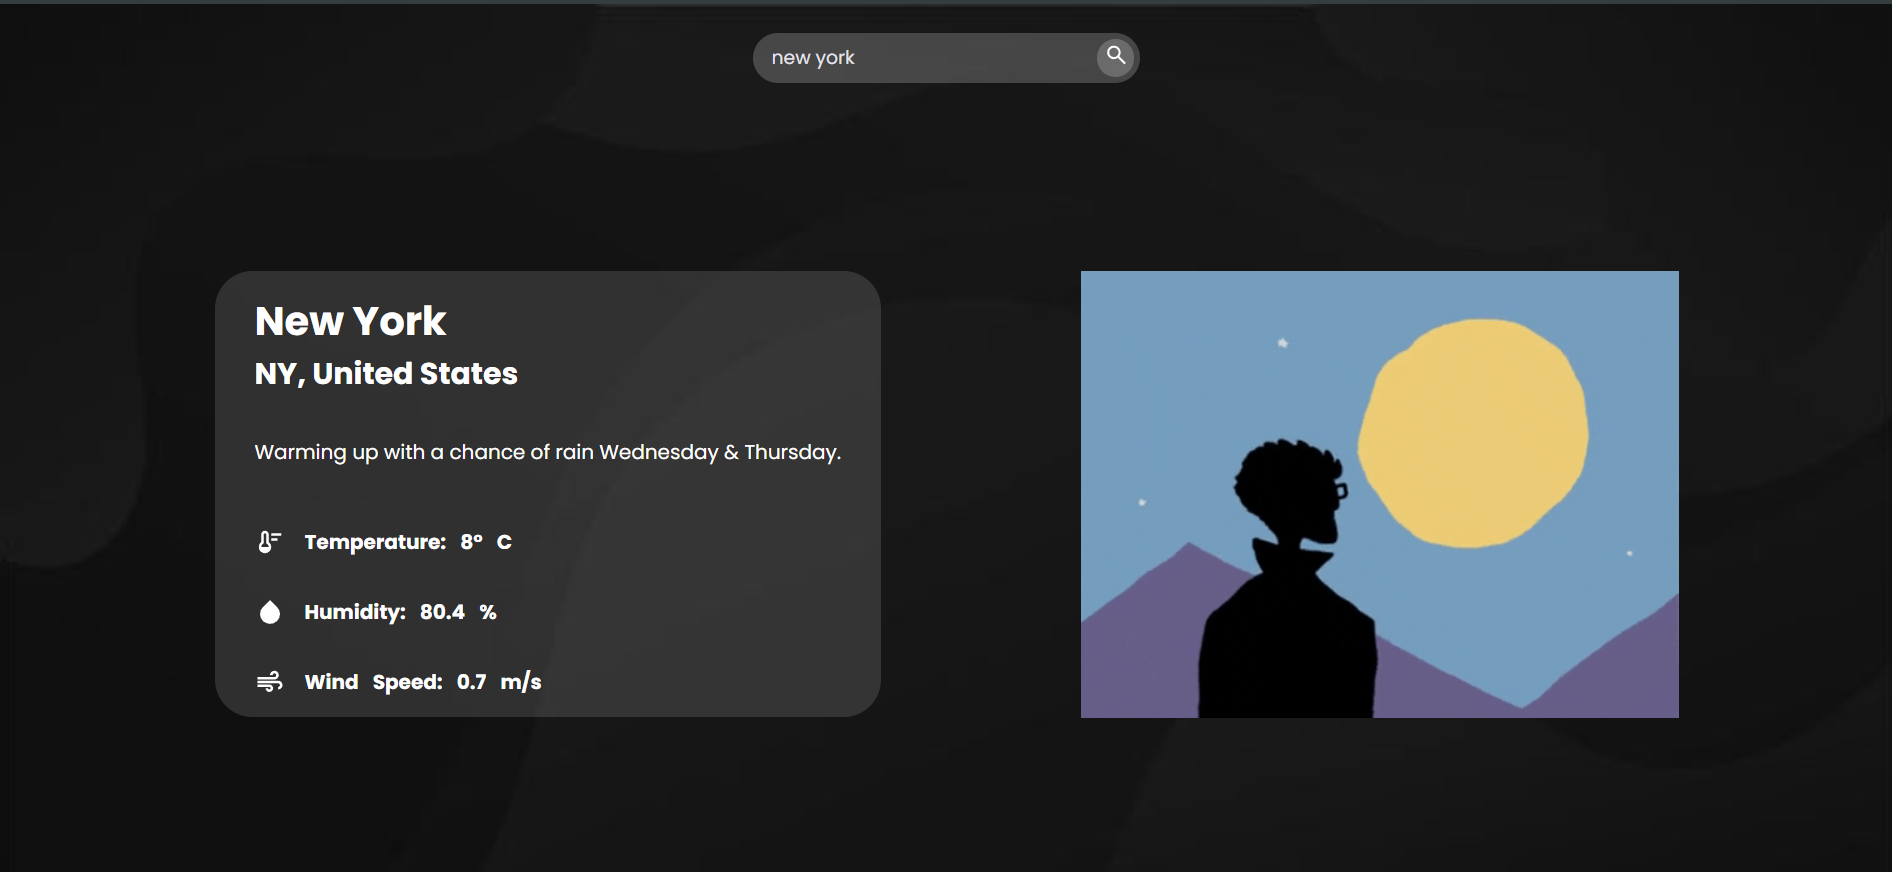 new york
New York
NY, United States
Warming up with a chance of rain Wednesday & Thursday.
Temperature: 8° C
Humidity: 80.4 %
Wind Speed: 0.7 m/s